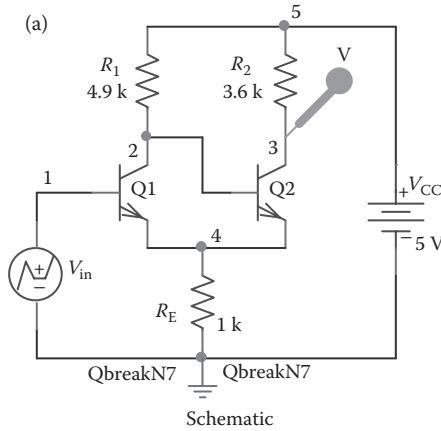 (a)
5
R1
4.9 k
R2
3.6 k
V
2
3
1
Q1
Q2
+ VCC
− 5 V
4
+
−
Vin
RE
1 k
QbreakN7
QbreakN7
Schematic